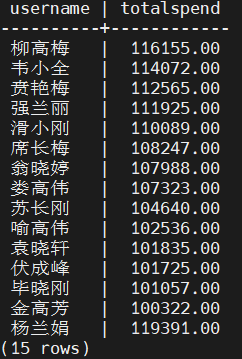 username | totalspend
----------+------------
柳高梅 | 116155.00
韦小全 | 114072.00
贲艳梅 | 112565.00
强兰丽 | 111925.00
滑小刚 | 110089.00
席长梅 | 108247.00
翁晓婷 | 107988.00
娄高伟 | 107323.00
苏长刚 | 104640.00
喻高伟 | 102536.00
袁晓轩 | 101835.00
伏成峰 | 101725.00
毕晓刚 | 101057.00
金高芳 | 100322.00
杨兰娟 | 119391.00
(15 rows)